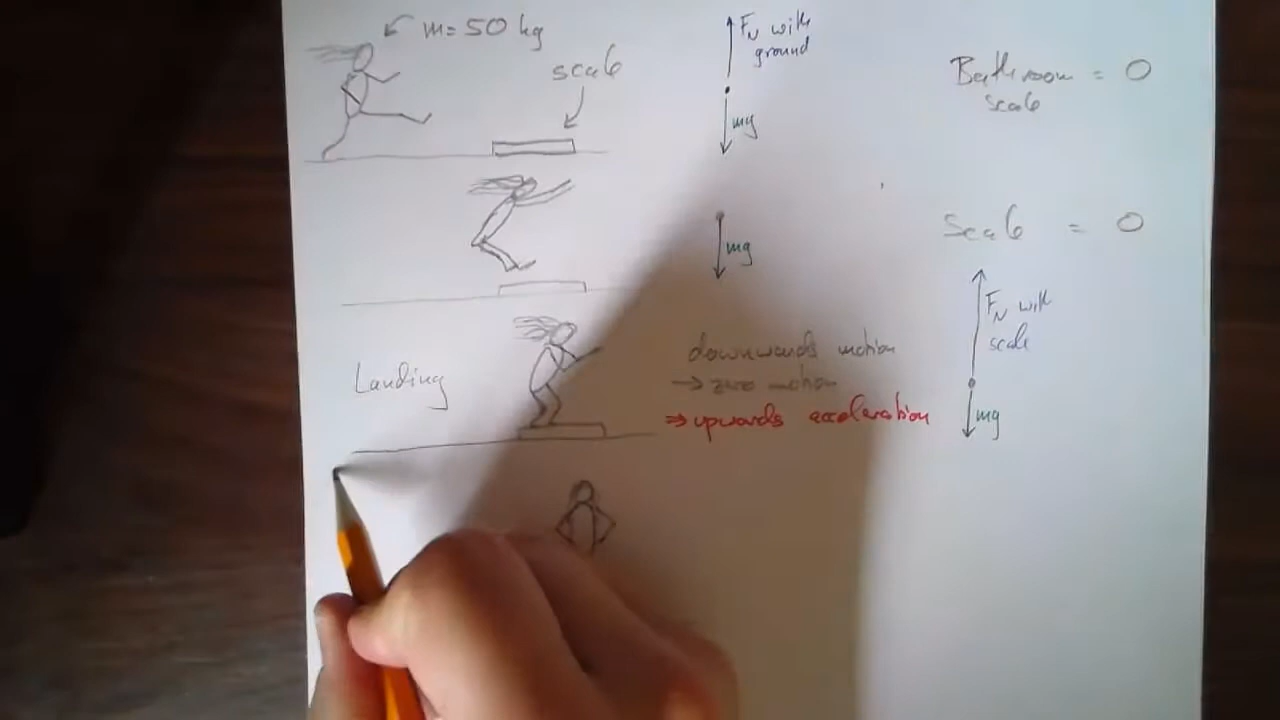 m= 50 kg
scale
F_N with
ground
mg
Bathroom = 0
scale
mg
Scale = 0
Landing
downwards motion
→ zero motion
⇒ upwards acceleration
F_N with
scale
mg